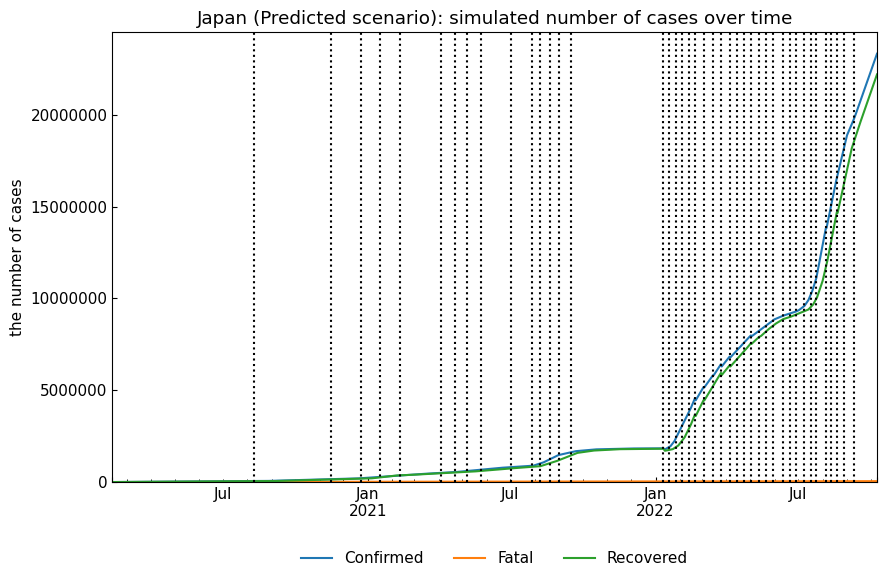 Japan (Predicted scenario): simulated number of cases over time
the number of cases
20000000
15000000
10000000
5000000
0
Jul
Jan
2021
Jul
Jan
2022
Jul
Confirmed
Fatal
Recovered